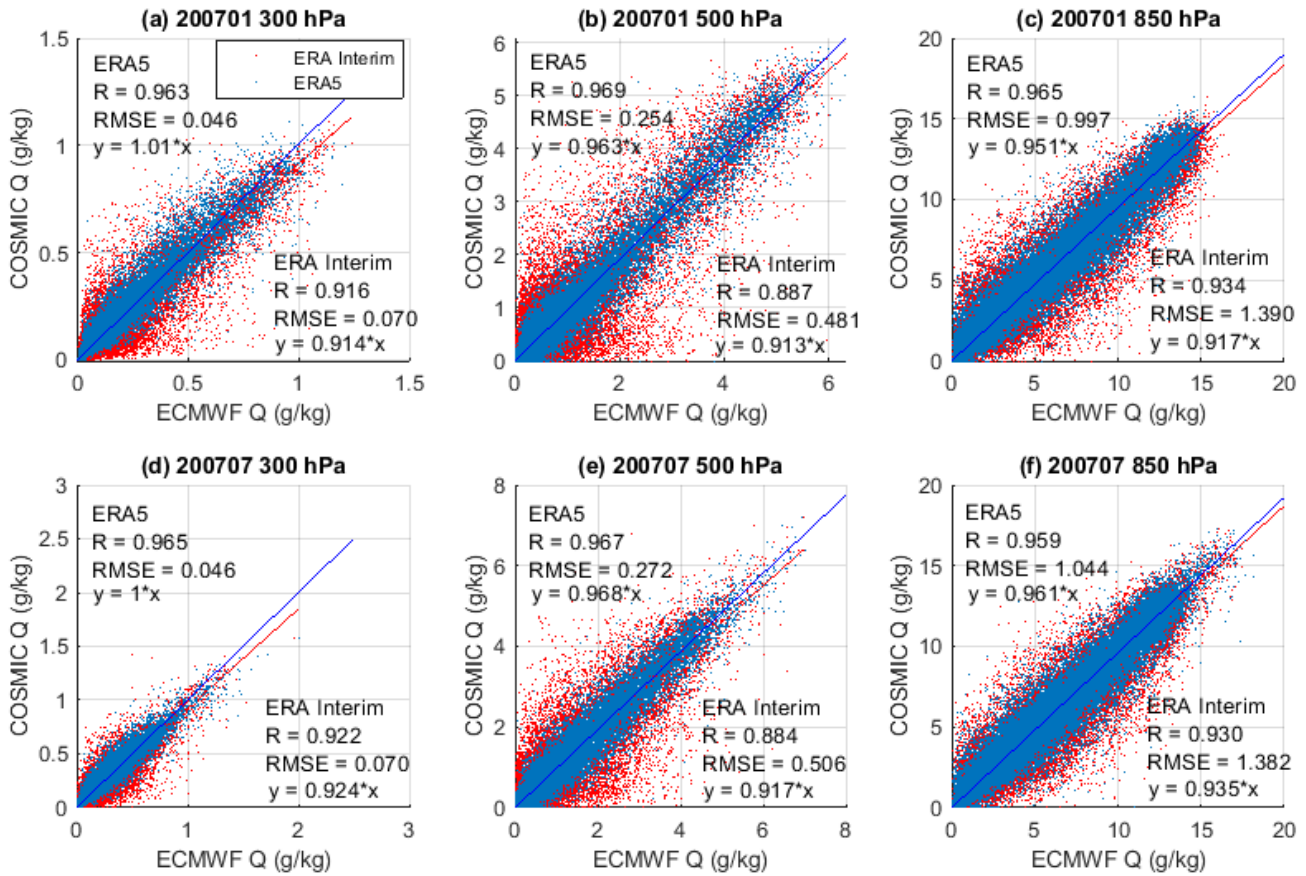 (a) 200701 300 hPa
1.5
1
0.5
0
0
0.5
1
1.5
COSMIC Q (g/kg)
ECMWF Q (g/kg)
ERA5
R = 0.963
RMSE = 0.046
y = 1.01*x
ERA Interim
ERA5
ERA Interim
R = 0.916
RMSE = 0.070
y = 0.914*x
(b) 200701 500 hPa
6
5
4
3
2
1
0
0
2
4
6
COSMIC Q (g/kg)
ECMWF Q (g/kg)
ERA5
R = 0.969
RMSE = 0.254
y = 0.963*x
ERA Interim
R = 0.887
RMSE = 0.481
y = 0.913*x
(c) 200701 850 hPa
20
15
10
5
0
0
5
10
15
20
COSMIC Q (g/kg)
ECMWF Q (g/kg)
ERA5
R = 0.965
RMSE = 0.997
y = 0.951*x
ERA Interim
R = 0.934
RMSE = 1.390
y = 0.917*x
(d) 200707 300 hPa
3
2.5
2
1.5
1
0.5
0
0
1
2
3
COSMIC Q (g/kg)
ECMWF Q (g/kg)
ERA5
R = 0.965
RMSE = 0.046
y = 1*x
ERA Interim
R = 0.922
RMSE = 0.070
y = 0.924*x
(e) 200707 500 hPa
8
6
4
2
0
0
2
4
6
8
COSMIC Q (g/kg)
ECMWF Q (g/kg)
ERA5
R = 0.967
RMSE = 0.272
y = 0.968*x
ERA Interim
R = 0.884
RMSE = 0.506
y = 0.917*x
(f) 200707 850 hPa
20
15
10
5
0
0
5
10
15
20
COSMIC Q (g/kg)
ECMWF Q (g/kg)
ERA5
R = 0.959
RMSE = 1.044
y = 0.961*x
ERA Interim
R = 0.930
RMSE = 1.382
y = 0.935*x